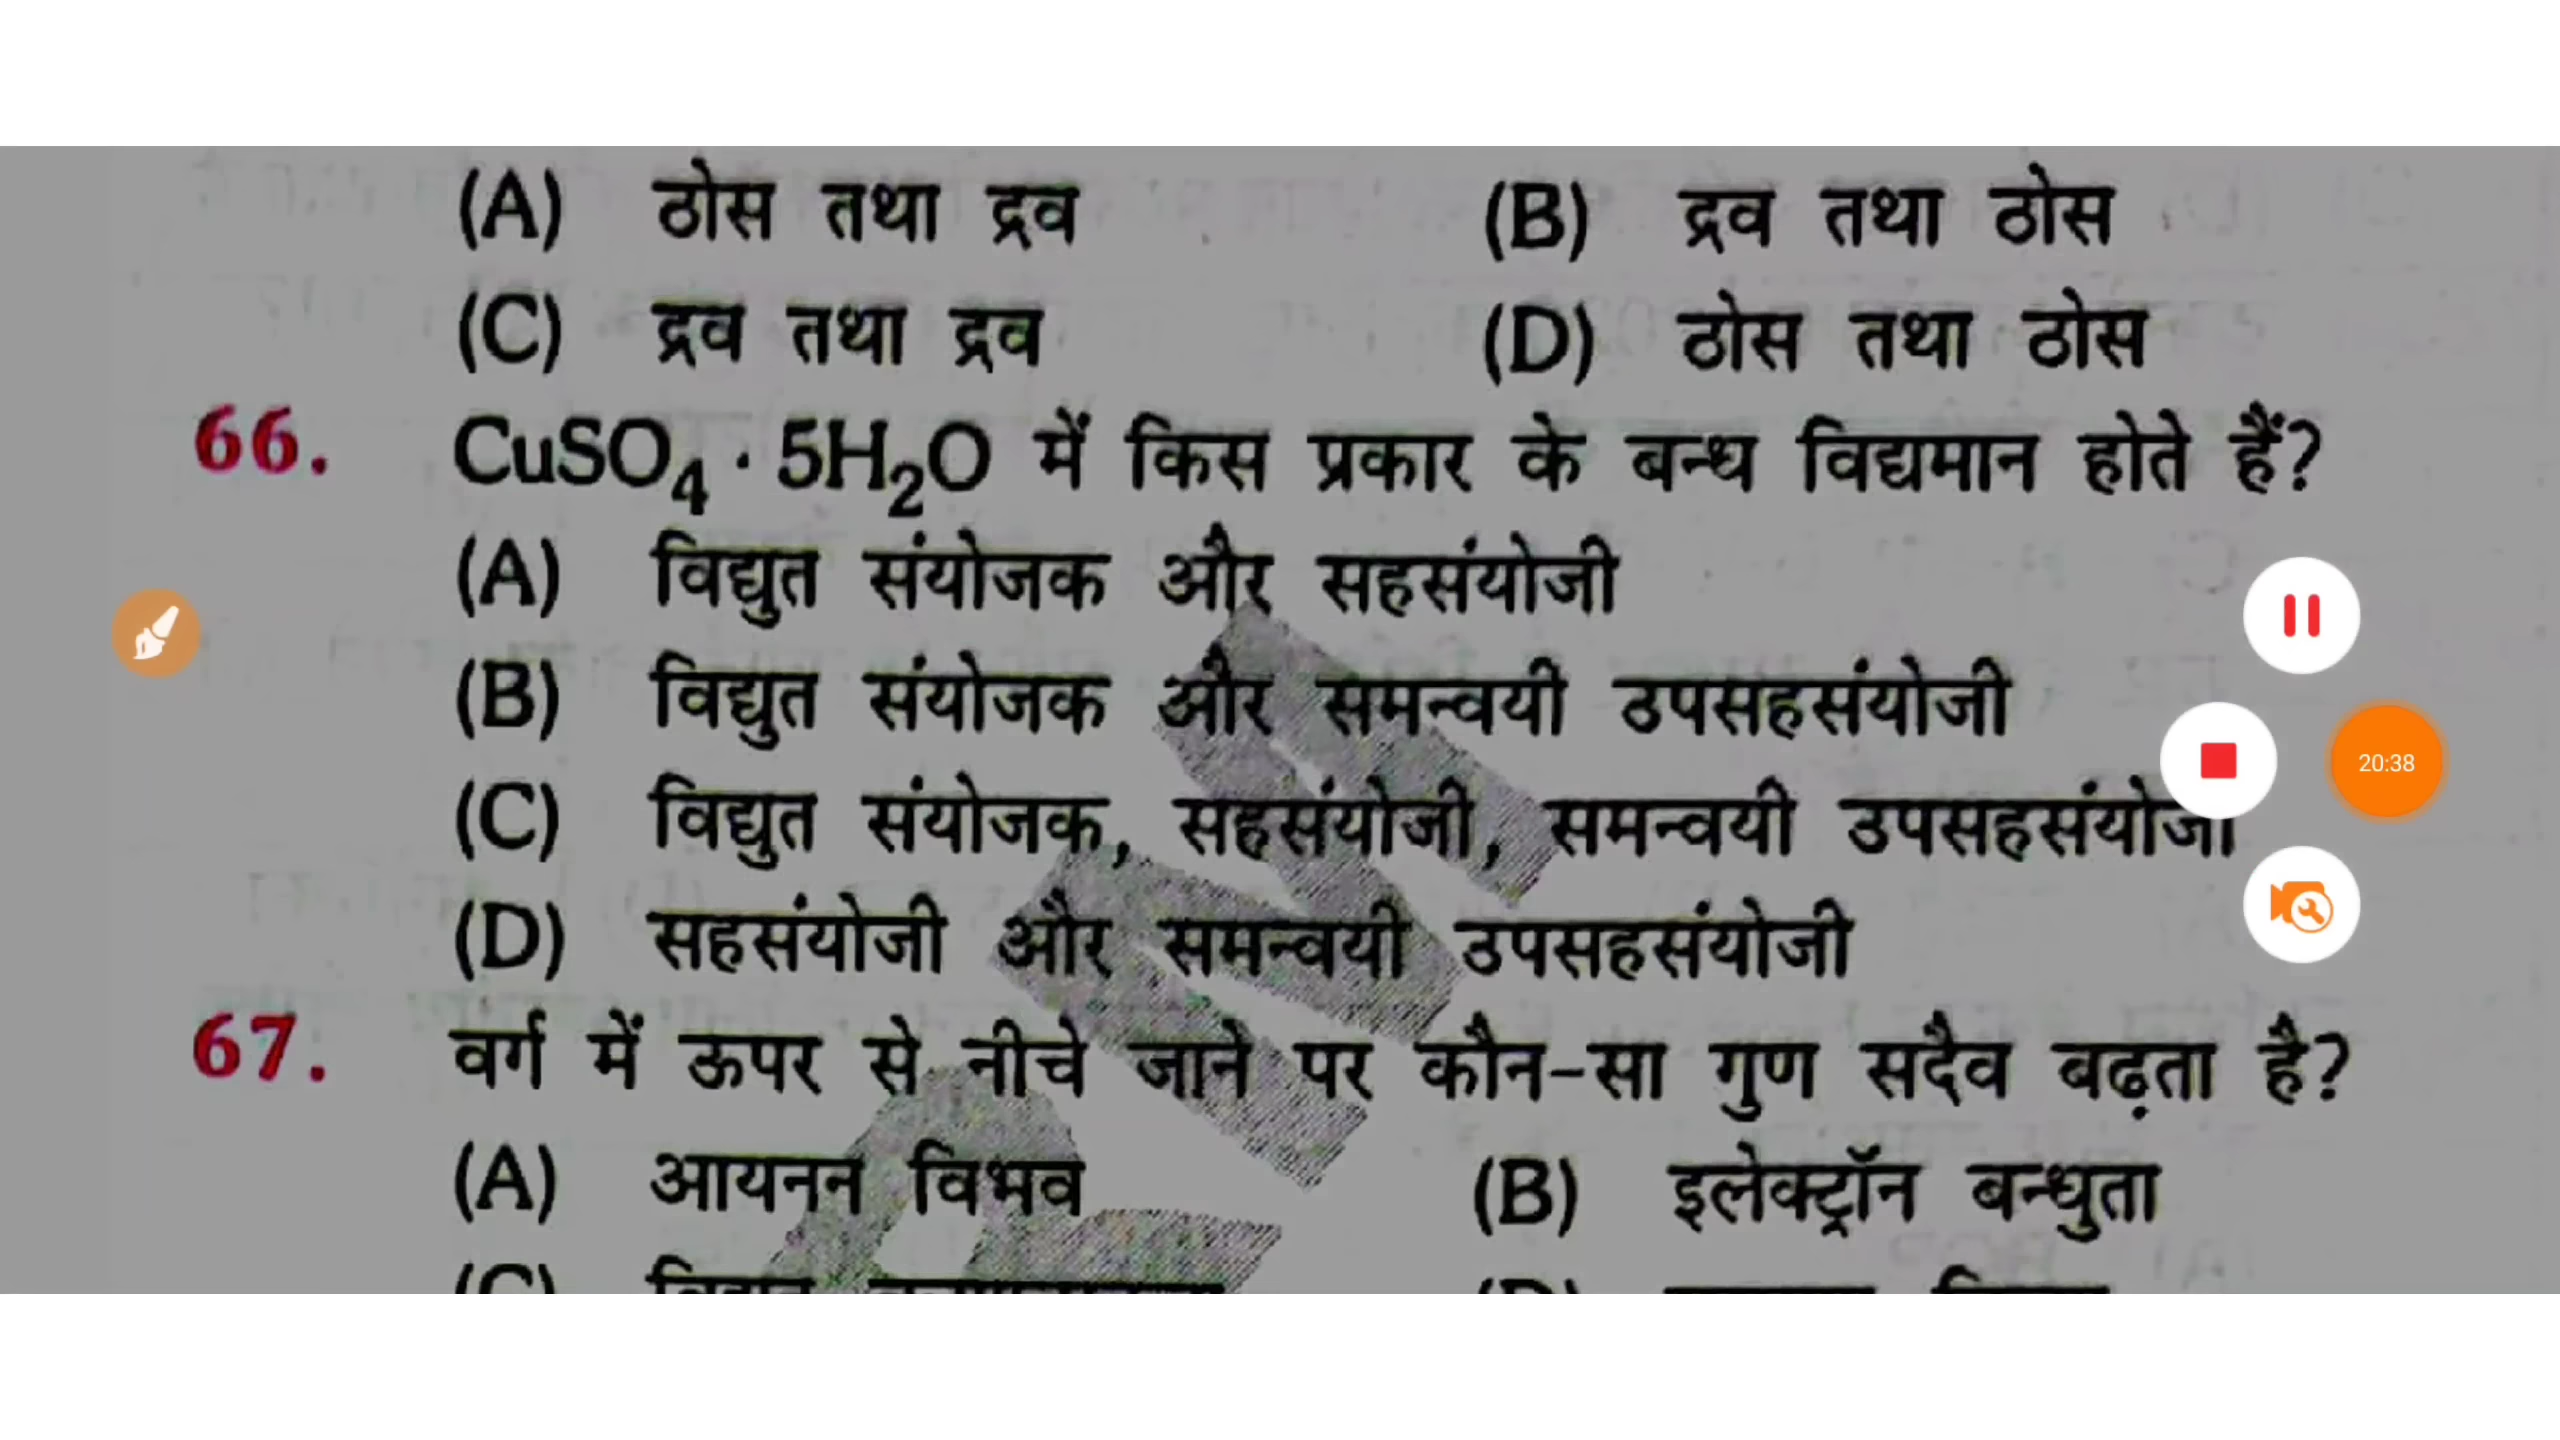 (A) ठोस तथा द्रव (B) द्रव तथा ठोस
(C) द्रव तथा द्रव (D) ठोस तथा ठोस
66. CuSO₄ · 5H₂O में किस प्रकार के बन्ध विद्यमान होते हैं?
(A) विद्युत संयोजक और सहसंयोजी
(B) विद्युत संयोजक और समन्वयी उपसहसंयोजी
(C) विद्युत संयोजक, सहसंयोजी, समन्वयी उपसहसंयोजी
20:38
(D) सहसंयोजी और समन्वयी उपसहसंयोजी
67. वर्ग में ऊपर से नीचे जाने पर कौन-सा गुण सदैव बढ़ता है?
(A) आयनन विभव (B) इलेक्ट्रॉन बन्धुता